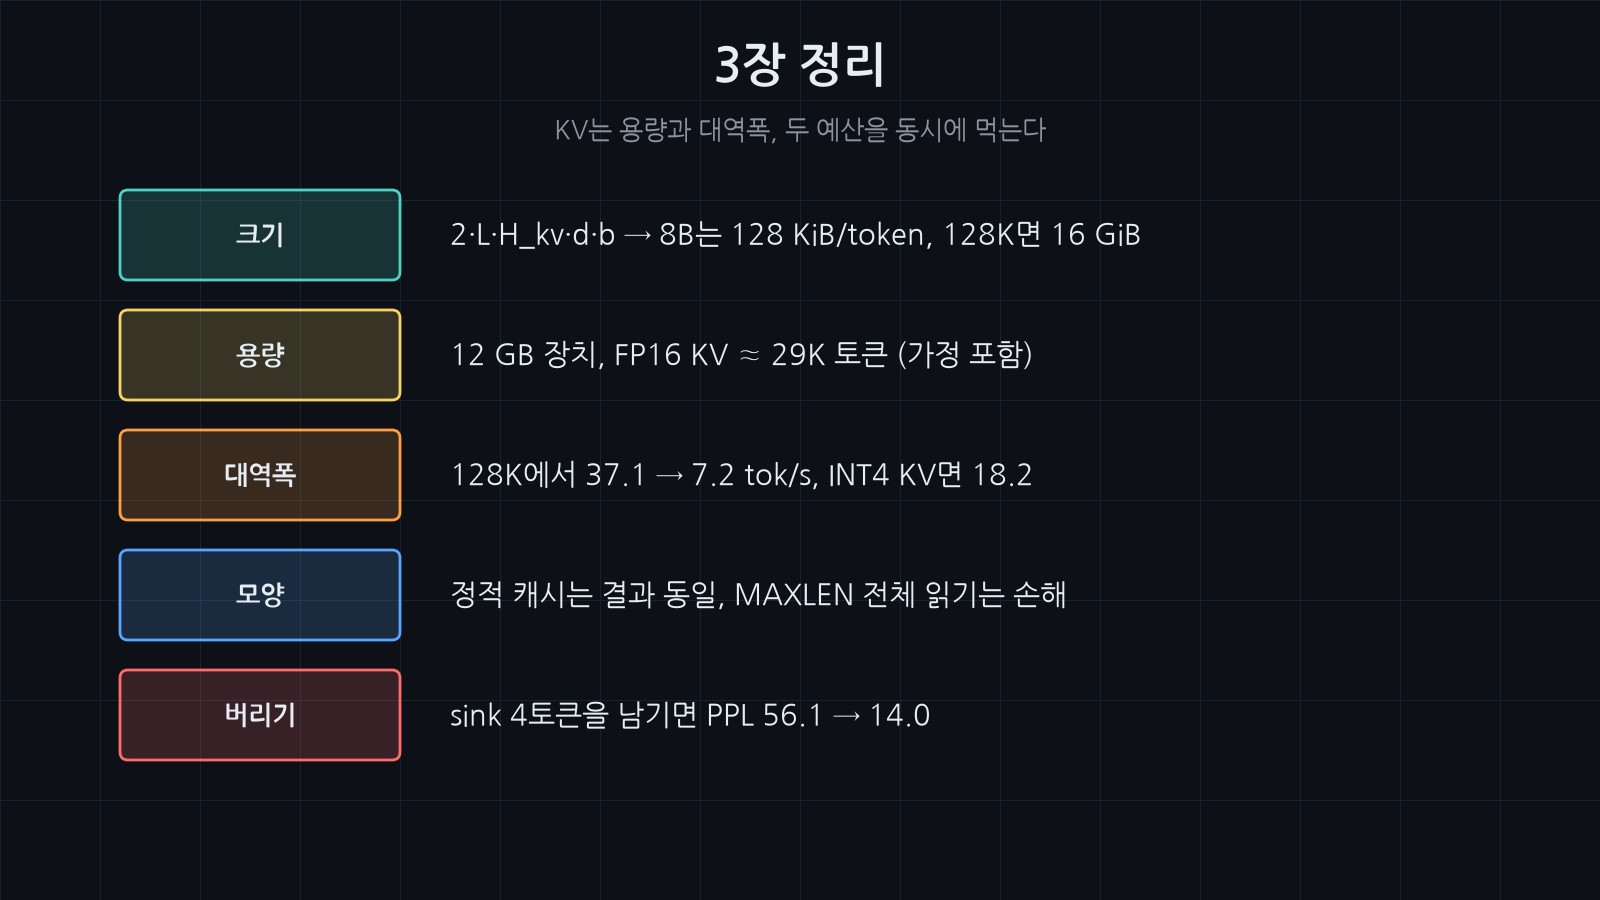 3장 정리
KV는 용량과 대역폭, 두 예산을 동시에 먹는다
크기
2·L·H_kv·d·b → 8B는 128 KiB/token, 128K면 16 GiB
용량
12 GB 장치, FP16 KV ≈ 29K 토큰 (가정 포함)
대역폭
128K에서 37.1 → 7.2 tok/s, INT4 KV면 18.2
모양
정적 캐시는 결과 동일, MAXLEN 전체 읽기는 손해
버리기
sink 4토큰을 남기면 PPL 56.1 → 14.0